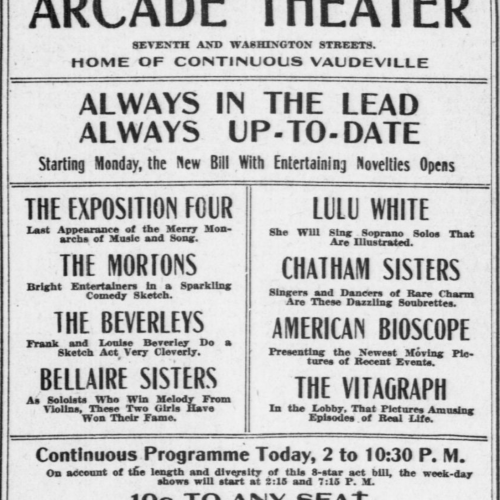 ARCADE THEATER
SEVENTH AND WASHINGTON STREETS.
HOME OF CONTINUOUS VAUDEVILLE
ALWAYS IN THE LEAD
ALWAYS UP-TO-DATE
Starting Monday, the New Bill With Entertaining Novelties Opens
THE EXPOSITION FOUR
Last Appearance of the Merry Mon-
archs of Music and Song.
THE MORTONS
Bright Entertainers in a Sparkling
Comedy Sketch.
THE BEVERLEYS
Frank and Louise Beverley Do a
Sketch Act Very Cleverly.
BELLAIRE SISTERS
As Soloists Who Win Melody From
Violins, These Two Girls Have
Won Their Fame.
LULU WHITE
She Will Sing Soprano Solos That
Are Illustrated.
CHATHAM SISTERS
Singers and Dancers of Rare Charm
Are These Dazzling Soubrettes.
AMERICAN BIOSCOPE
Presenting the Newest Moving Pic-
tures of Recent Events.
THE VITAGRAPH
In the Lobby, That Pictures Amusing
Episodes of Real Life.
Continuous Programme Today, 2 to 10:30 P. M.
On account of the length and diversity of this 8-star act bill, the week-day
shows will start at 2:15 and 7:15 P. M.
10c TO ANY SEAT